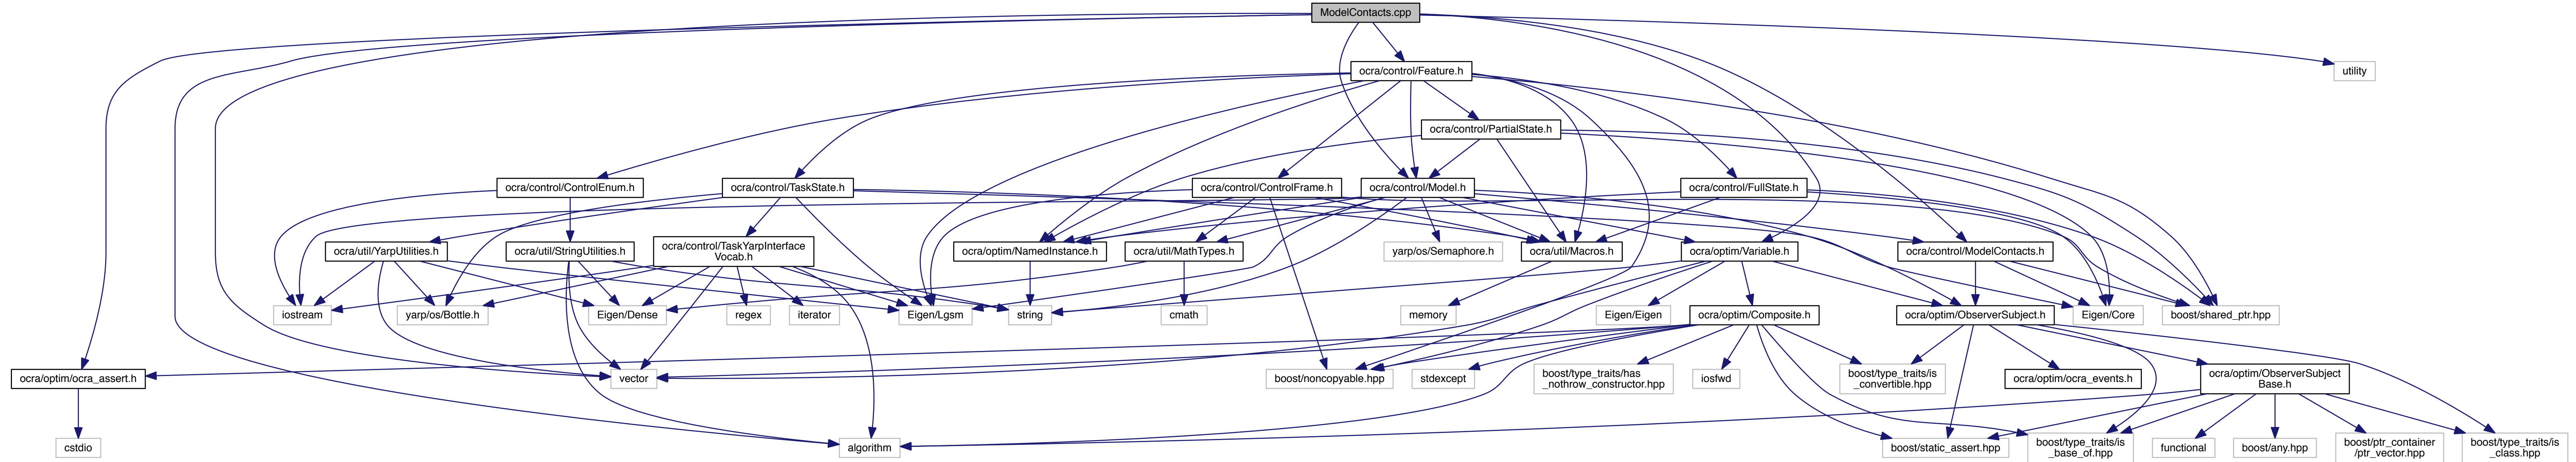 ModelContacts.cpp
ocra/control/Feature.h
utility
ocra/control/PartialState.h
ocra/control/ControlEnum.h
ocra/control/TaskState.h
ocra/control/ControlFrame.h
ocra/control/Model.h
ocra/control/FullState.h
ocra/util/YarpUtilities.h
ocra/util/StringUtilities.h
ocra/control/TaskYarpInterface
Vocab.h
ocra/optim/NamedInstance.h
ocra/util/MathTypes.h
yarp/os/Semaphore.h
ocra/util/Macros.h
ocra/optim/Variable.h
ocra/control/ModelContacts.h
iostream
yarp/os/Bottle.h
Eigen/Dense
regex
iterator
Eigen/Lgsm
string
cmath
memory
Eigen/Eigen
ocra/optim/Composite.h
ocra/optim/ObserverSubject.h
Eigen/Core
boost/shared_ptr.hpp
ocra/optim/ocra_assert.h
vector
boost/noncopyable.hpp
stdexcept
boost/type_traits/has
_nothrow_constructor.hpp
iosfwd
boost/type_traits/is
_convertible.hpp
ocra/optim/ocra_events.h
ocra/optim/ObserverSubject
Base.h
cstdio
algorithm
boost/static_assert.hpp
boost/type_traits/is
_base_of.hpp
functional
boost/any.hpp
boost/ptr_container
/ptr_vector.hpp
boost/type_traits/is
_class.hpp